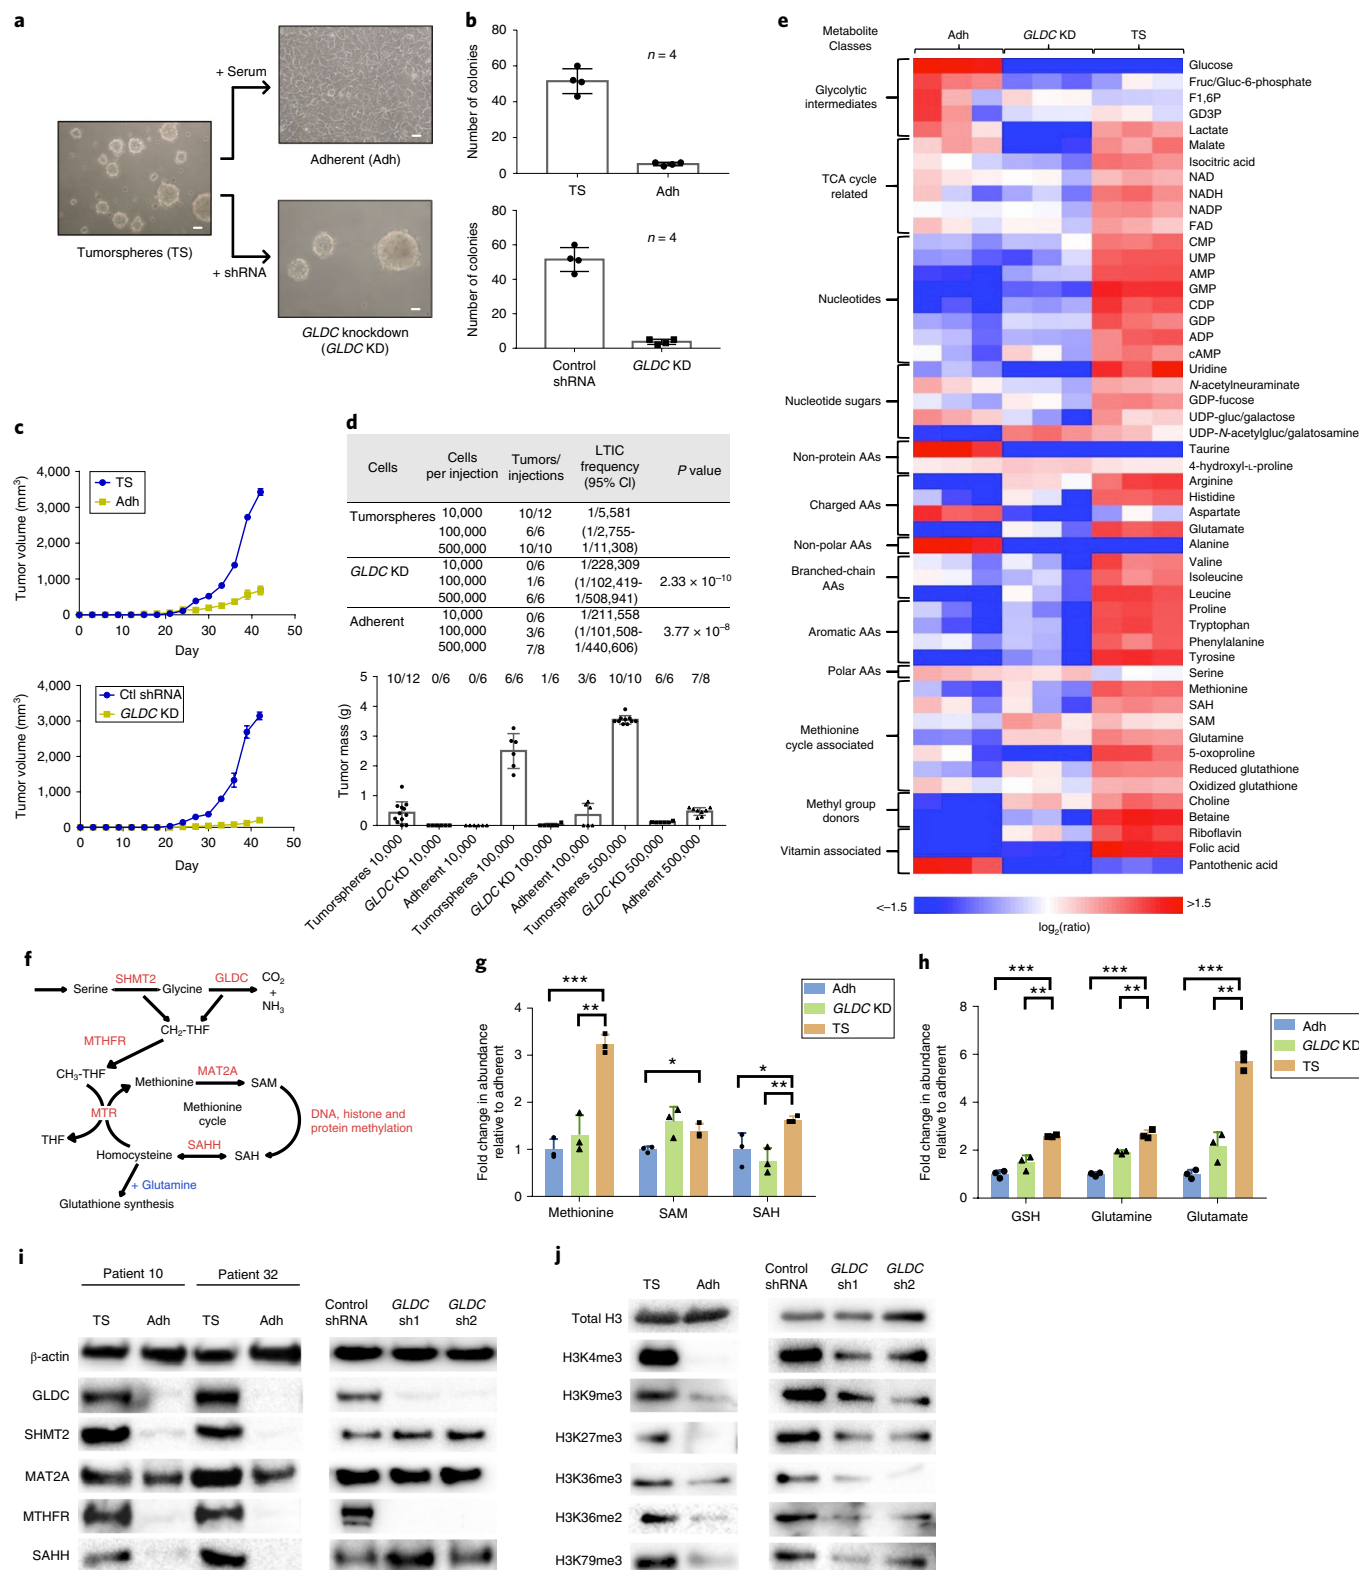 a
+ Serum
Adherent (Adh)
Tumorspheres (TS)
+ shRNA
GLDC knockdown
(GLDC KD)
b
Number of colonies
80
60
40
20
0
n = 4
TS
Adh
Number of colonies
80
60
40
20
0
n = 4
Control
shRNA
GLDC KD
c
Tumor volume (mm³)
4,000
3,000
2,000
1,000
0
TS
Adh
0 10 20 30 40 50
Day
Tumor volume (mm³)
4,000
3,000
2,000
1,000
0
Ctl shRNA
GLDC KD
0 10 20 30 40 50
Day
d
Cells
Cells
per injection
Tumors/
injections
LTIC
frequency
(95% CI)
P value
Tumorspheres 10,000 10/12 1/5,581
100,000 6/6 (1/2,755-
500,000 10/10 1/11,308)
GLDC KD 10,000 0/6 1/228,309
100,000 1/6 (1/102,419- 2.33 × 10⁻¹⁰
500,000 6/6 1/508,941)
Adherent 10,000 0/6 1/211,558
100,000 3/6 (1/101,508- 3.77 × 10⁻⁸
500,000 7/8 1/440,606)
Tumor mass (g)
5
4
3
2
1
0
10/12 0/6 0/6 6/6 1/6 3/6 10/10 6/6 7/8
Tumorspheres 10,000
GLDC KD 10,000
Adherent 10,000
Tumorspheres 100,000
GLDC KD 100,000
Adherent 100,000
Tumorspheres 500,000
GLDC KD 500,000
Adherent 500,000
e
Metabolite
Classes
Adh
GLDC KD
TS
Glycolytic
intermediates
TCA cycle
related
Nucleotides
Nucleotide sugars
Non-protein AAs
Charged AAs
Non-polar AAs
Branched-chain
AAs
Aromatic AAs
Polar AAs
Methionine
cycle associated
Methyl group
donors
Vitamin associated
Glucose
Fruc/Gluc-6-phosphate
F1,6P
GD3P
Lactate
Malate
Isocitric acid
NAD
NADH
NADP
FAD
CMP
UMP
AMP
GMP
CDP
GDP
ADP
cAMP
Uridine
N-acetylneuraminate
GDP-fucose
UDP-gluc/galactose
UDP-N-acetylgluc/galatosamine
Taurine
4-hydroxyl-L-proline
Arginine
Histidine
Aspartate
Glutamate
Alanine
Valine
Isoleucine
Leucine
Proline
Tryptophan
Phenylalanine
Tyrosine
Serine
Methionine
SAH
SAM
Glutamine
5-oxoproline
Reduced glutathione
Oxidized glutathione
Choline
Betaine
Riboflavin
Folic acid
Pantothenic acid
<−1.5
>1.5
log₂(ratio)
f
Serine
SHMT2
Glycine
GLDC
CO₂
+
NH₃
CH₂-THF
MTHFR
CH₃-THF
Methionine
MAT2A
SAM
MTR
Methionine
cycle
DNA, histone and
protein methylation
THF
Homocysteine
SAHH
SAH
+ Glutamine
Glutathione synthesis
g
Fold change in abundance
relative to adherent
4
3
2
1
0
*** ** * * **
Adh
GLDC KD
TS
Methionine
SAM
SAH
h
Fold change in abundance
relative to adherent
8
6
4
2
0
*** ** *** ** *** **
Adh
GLDC KD
TS
GSH
Glutamine
Glutamate
i
Patient 10
Patient 32
TS Adh TS Adh
Control
shRNA
GLDC
sh1
GLDC
sh2
β-actin
GLDC
SHMT2
MAT2A
MTHFR
SAHH
j
TS Adh
Control
shRNA
GLDC
sh1
GLDC
sh2
Total H3
H3K4me3
H3K9me3
H3K27me3
H3K36me3
H3K36me2
H3K79me3